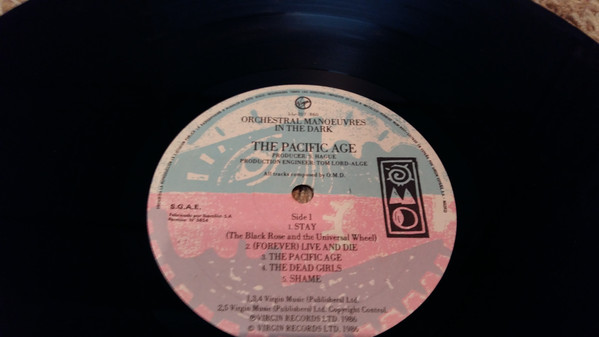 ORCHESTRAL MANOEUVRES
IN THE DARK
THE PACIFIC AGE
PRODUCER S. HAGUE
PRODUCTION ENGINEER: TOM LORD-ALGE
All tracks composed by O.M.D.
S.G.A.E.
OMD
Side 1
1. STAY
(The Black Rose and the Universal Wheel)
2. (FOREVER) LIVE AND DIE
3. THE PACIFIC AGE
4. THE DEAD GIRLS
5. SHAME
1,3,4 Virgin Music (Publishers) Ltd.
2,5 Virgin Music (Publishers) Ltd. Copyright Control.
Ⓟ VIRGIN RECORDS LTD. 1986
© VIRGIN RECORDS LTD. 1986